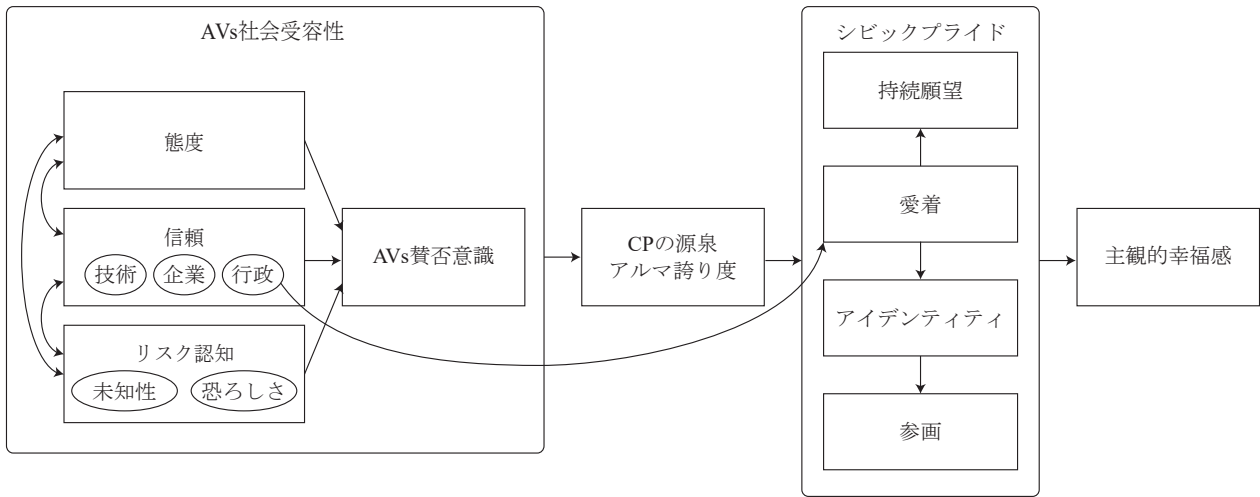 AVs社会受容性
態度
信頼
技術 企業 行政
リスク認知
未知性 恐ろしさ
AVs賛否意識
CPの源泉
アルマ誇り度
シビックプライド
持続願望
愛着
アイデンティティ
参画
主観的幸福感